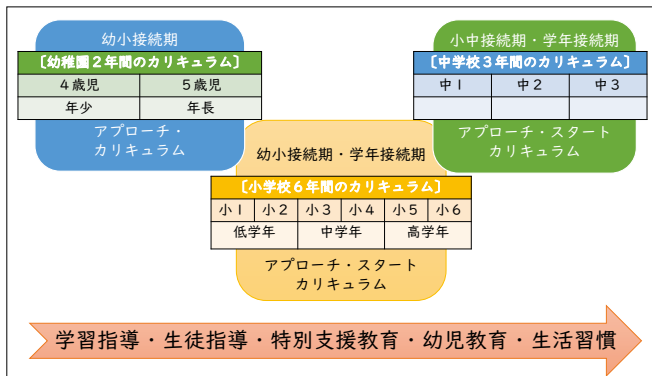 幼小接続期
〔幼稚園２年間のカリキュラム〕
４歳児 ５歳児
年少 年長
アプローチ・
カリキュラム
小中接続期・学年接続期
〔中学校３年間のカリキュラム〕
中１ 中２ 中３
アプローチ・スタート
カリキュラム
幼小接続期・学年接続期
〔小学校６年間のカリキュラム〕
小１ 小２ 小３ 小４ 小５ 小６
低学年 中学年 高学年
アプローチ・スタート
カリキュラム
学習指導・生徒指導・特別支援教育・幼児教育・生活習慣